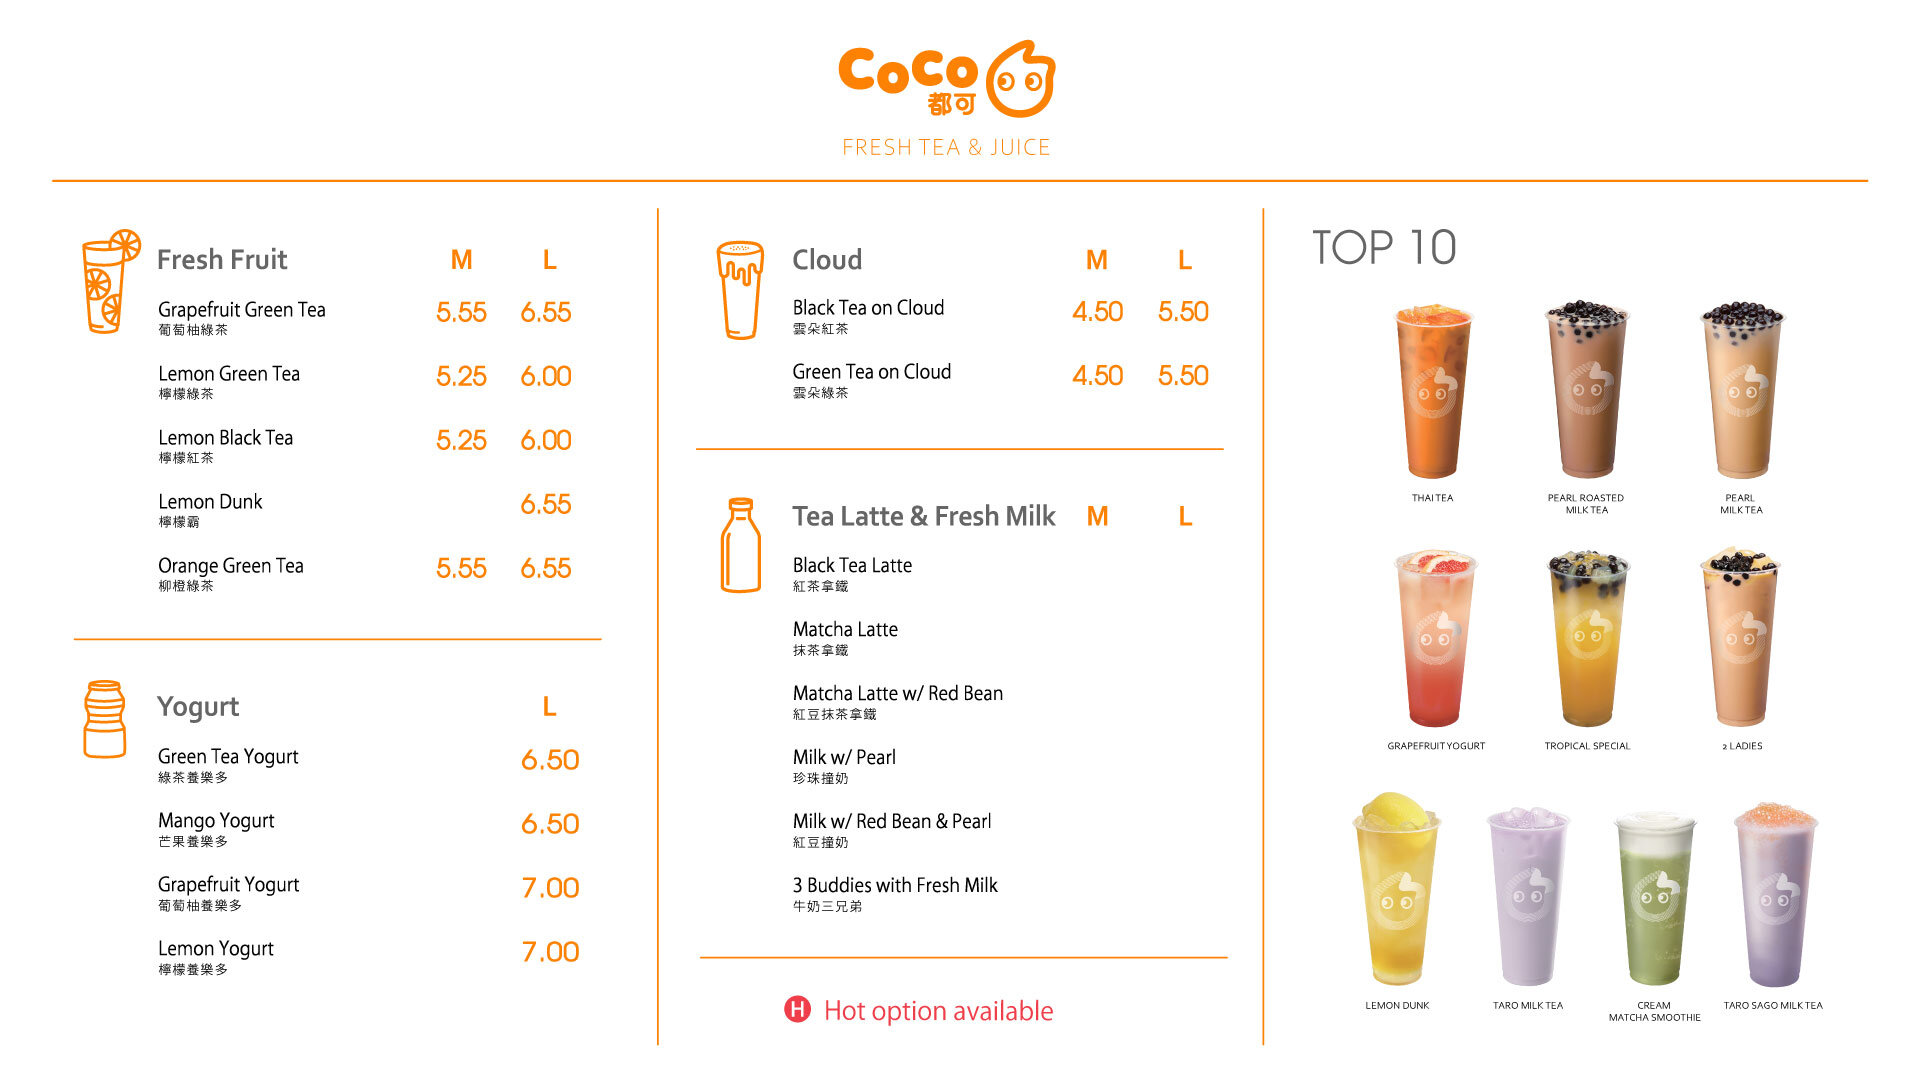 CoCo
都可
FRESH TEA & JUICE
Fresh Fruit M L
Grapefruit Green Tea 5.55 6.55
葡萄柚綠茶
Lemon Green Tea 5.25 6.00
檸檬綠茶
Lemon Black Tea 5.25 6.00
檸檬紅茶
Lemon Dunk 6.55
檸檬霸
Orange Green Tea 5.55 6.55
柳橙綠茶
Yogurt L
Green Tea Yogurt 6.50
綠茶養樂多
Mango Yogurt 6.50
芒果養樂多
Grapefruit Yogurt 7.00
葡萄柚養樂多
Lemon Yogurt 7.00
檸檬養樂多
Cloud M L
Black Tea on Cloud 4.50 5.50
雲朵紅茶
Green Tea on Cloud 4.50 5.50
雲朵綠茶
Tea Latte & Fresh Milk M L
Black Tea Latte
紅茶拿鐵
Matcha Latte
抹茶拿鐵
Matcha Latte w/ Red Bean
紅豆抹茶拿鐵
Milk w/ Pearl
珍珠撞奶
Milk w/ Red Bean & Pearl
紅豆撞奶
3 Buddies with Fresh Milk
牛奶三兄弟
H Hot option available
TOP 10
THAI TEA
PEARL ROASTED
MILK TEA
PEARL
MILK TEA
GRAPEFRUIT YOGURT
TROPICAL SPECIAL
2 LADIES
LEMON DUNK
TARO MILK TEA
CREAM
MATCHA SMOOTHIE
TARO SAGO MILK TEA